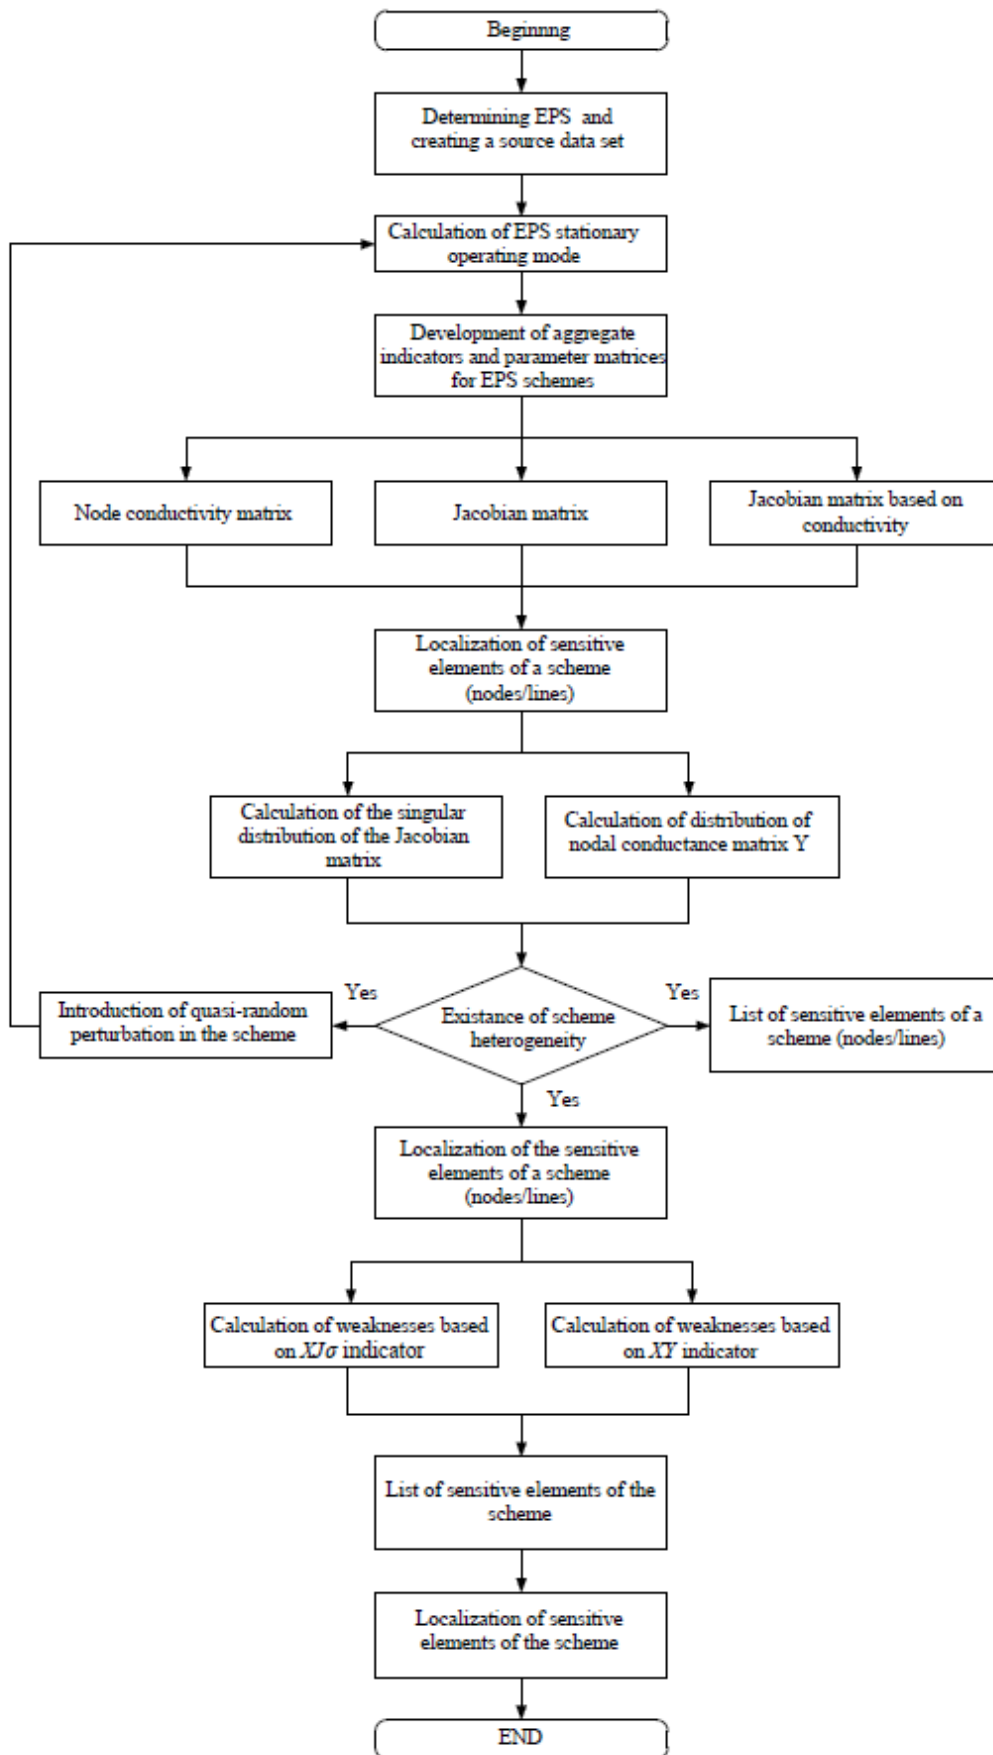 Beginnng
Determining EPS and
creating a source data set
Calculation of EPS stationary
operating mode
Development of aggregate
indicators and parameter matrices
for EPS schemes
Node conductivity matrix
Jacobian matrix
Jacobian matrix based on
conductivity
Localization of sensitive
elements of a scheme
(nodes/lines)
Calculation of the singular
distribution of the Jacobian
matrix
Calculation of distribution of
nodal conductance matrix Y
Yes
Introduction of quasi-random
perturbation in the scheme
Existance of scheme
heterogeneity
Yes
List of sensitive elements of a
scheme (nodes/lines)
Yes
Localization of the sensitive
elements of a scheme
(nodes/lines)
Calculation of weaknesses based
on XJσ indicator
Calculation of weaknesses based
on XY indicator
List of sensitive elements of the
scheme
Localization of sensitive
elements of the scheme
END